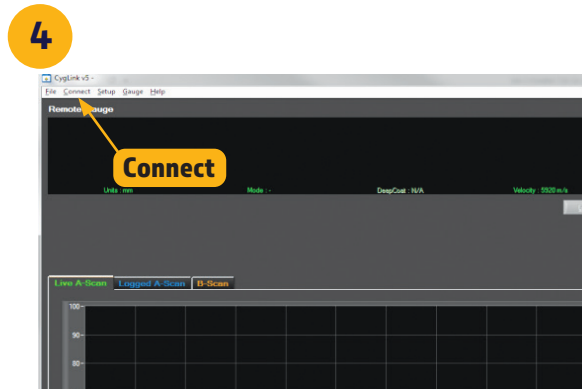 4
CygLink v5 -
File Connect Setup Gauge Help
Remote Gauge
Connect
Units : mm Mode : - DeepCoat : N/A Velocity : 5920 m/s
Live A-Scan Logged A-Scan B-Scan
100
90
80